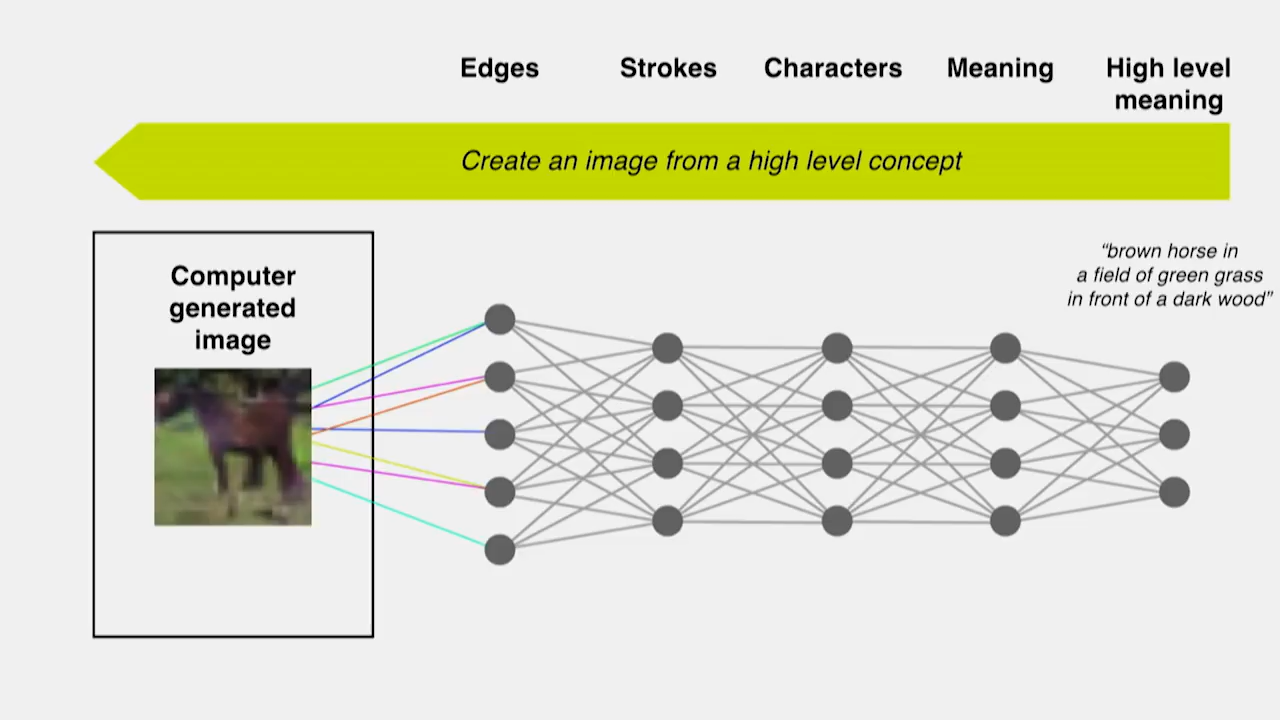 Edges Strokes Characters Meaning High level
meaning
Create an image from a high level concept
Computer
generated
image
“brown horse in
a field of green grass
in front of a dark wood”